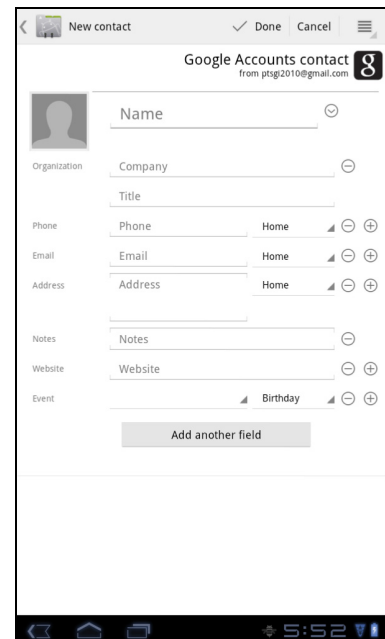 New contact Done Cancel
Google Accounts contact
from ptsgi2010@gmail.com
Name
Organization Company
Title
Phone Phone Home
Email Email Home
Address Address Home
Notes Notes
Website Website
Event Birthday
Add another field
5:52